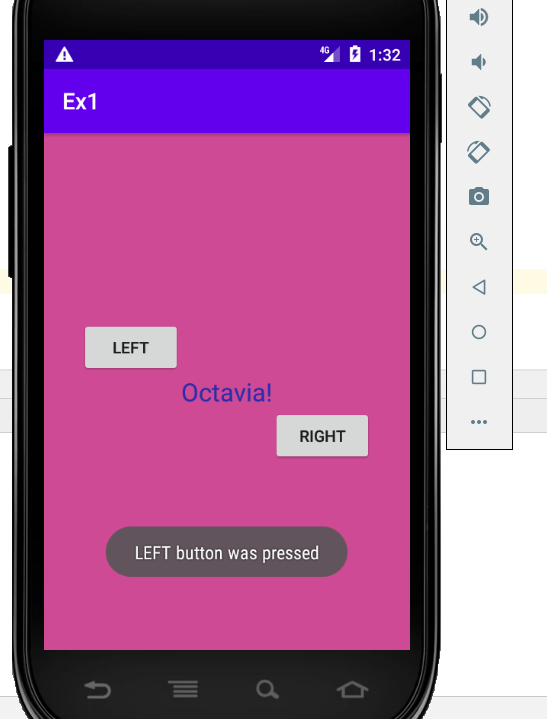 4G 1:32
Ex1
LEFT
Octavia!
RIGHT
LEFT button was pressed